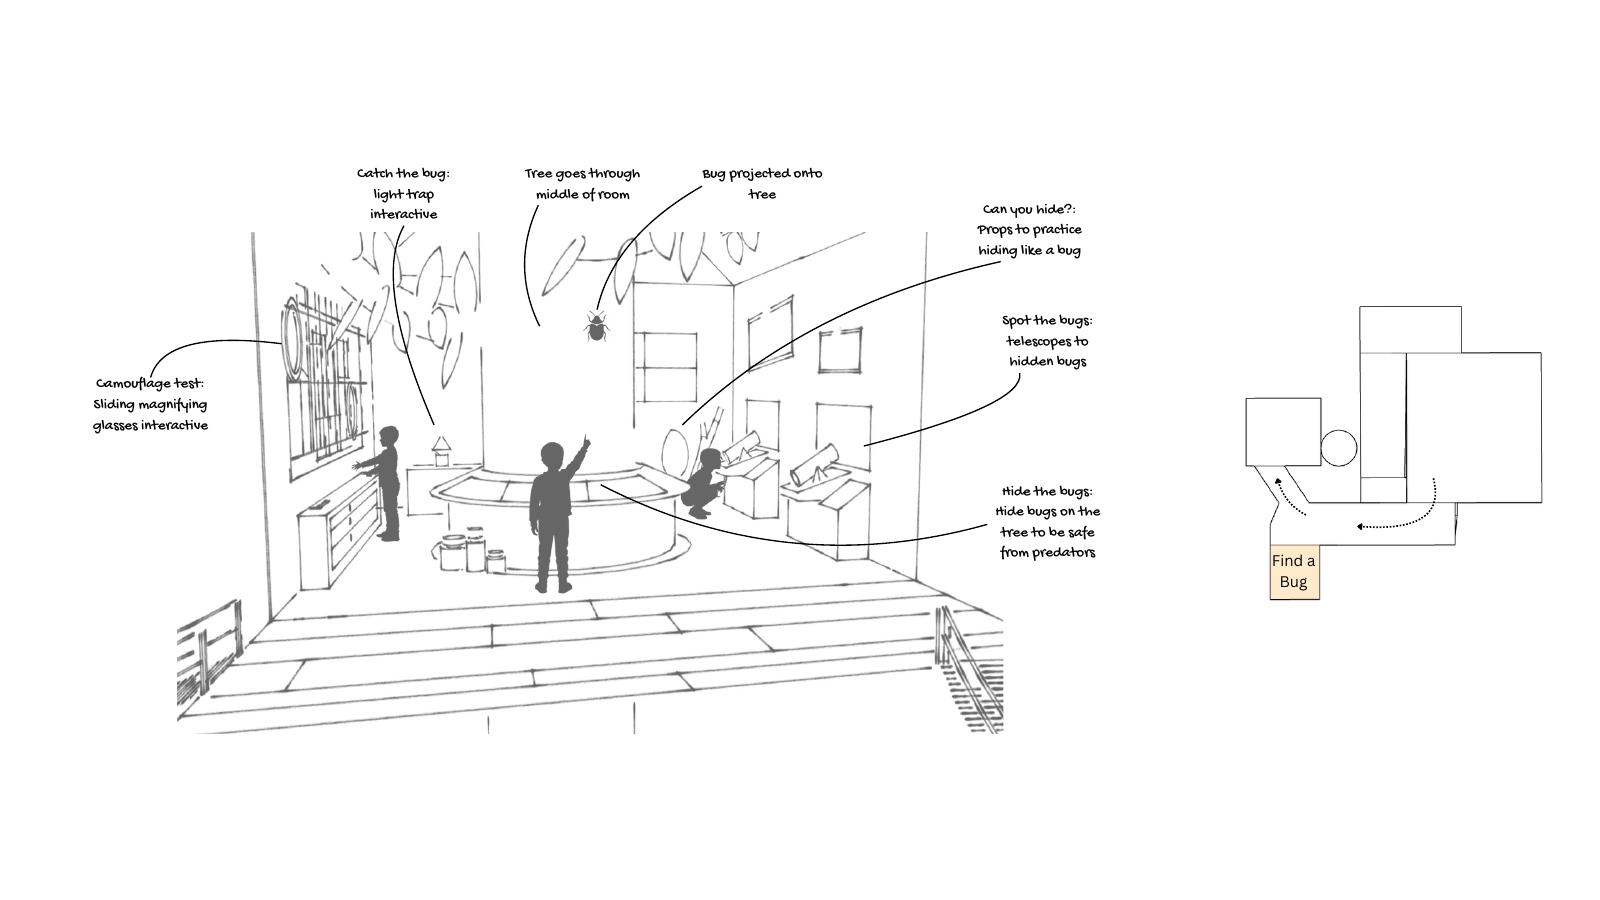 Catch the bug:
light trap
interactive
Tree goes through
middle of room
Bug projected onto
tree
Can you hide?:
Props to practice
hiding like a bug
Spot the bugs:
telescopes to
hidden bugs
Camouflage test:
Sliding magnifying
glasses interactive
Hide the bugs:
Hide bugs on the
tree to be safe
from predators
Find a
Bug